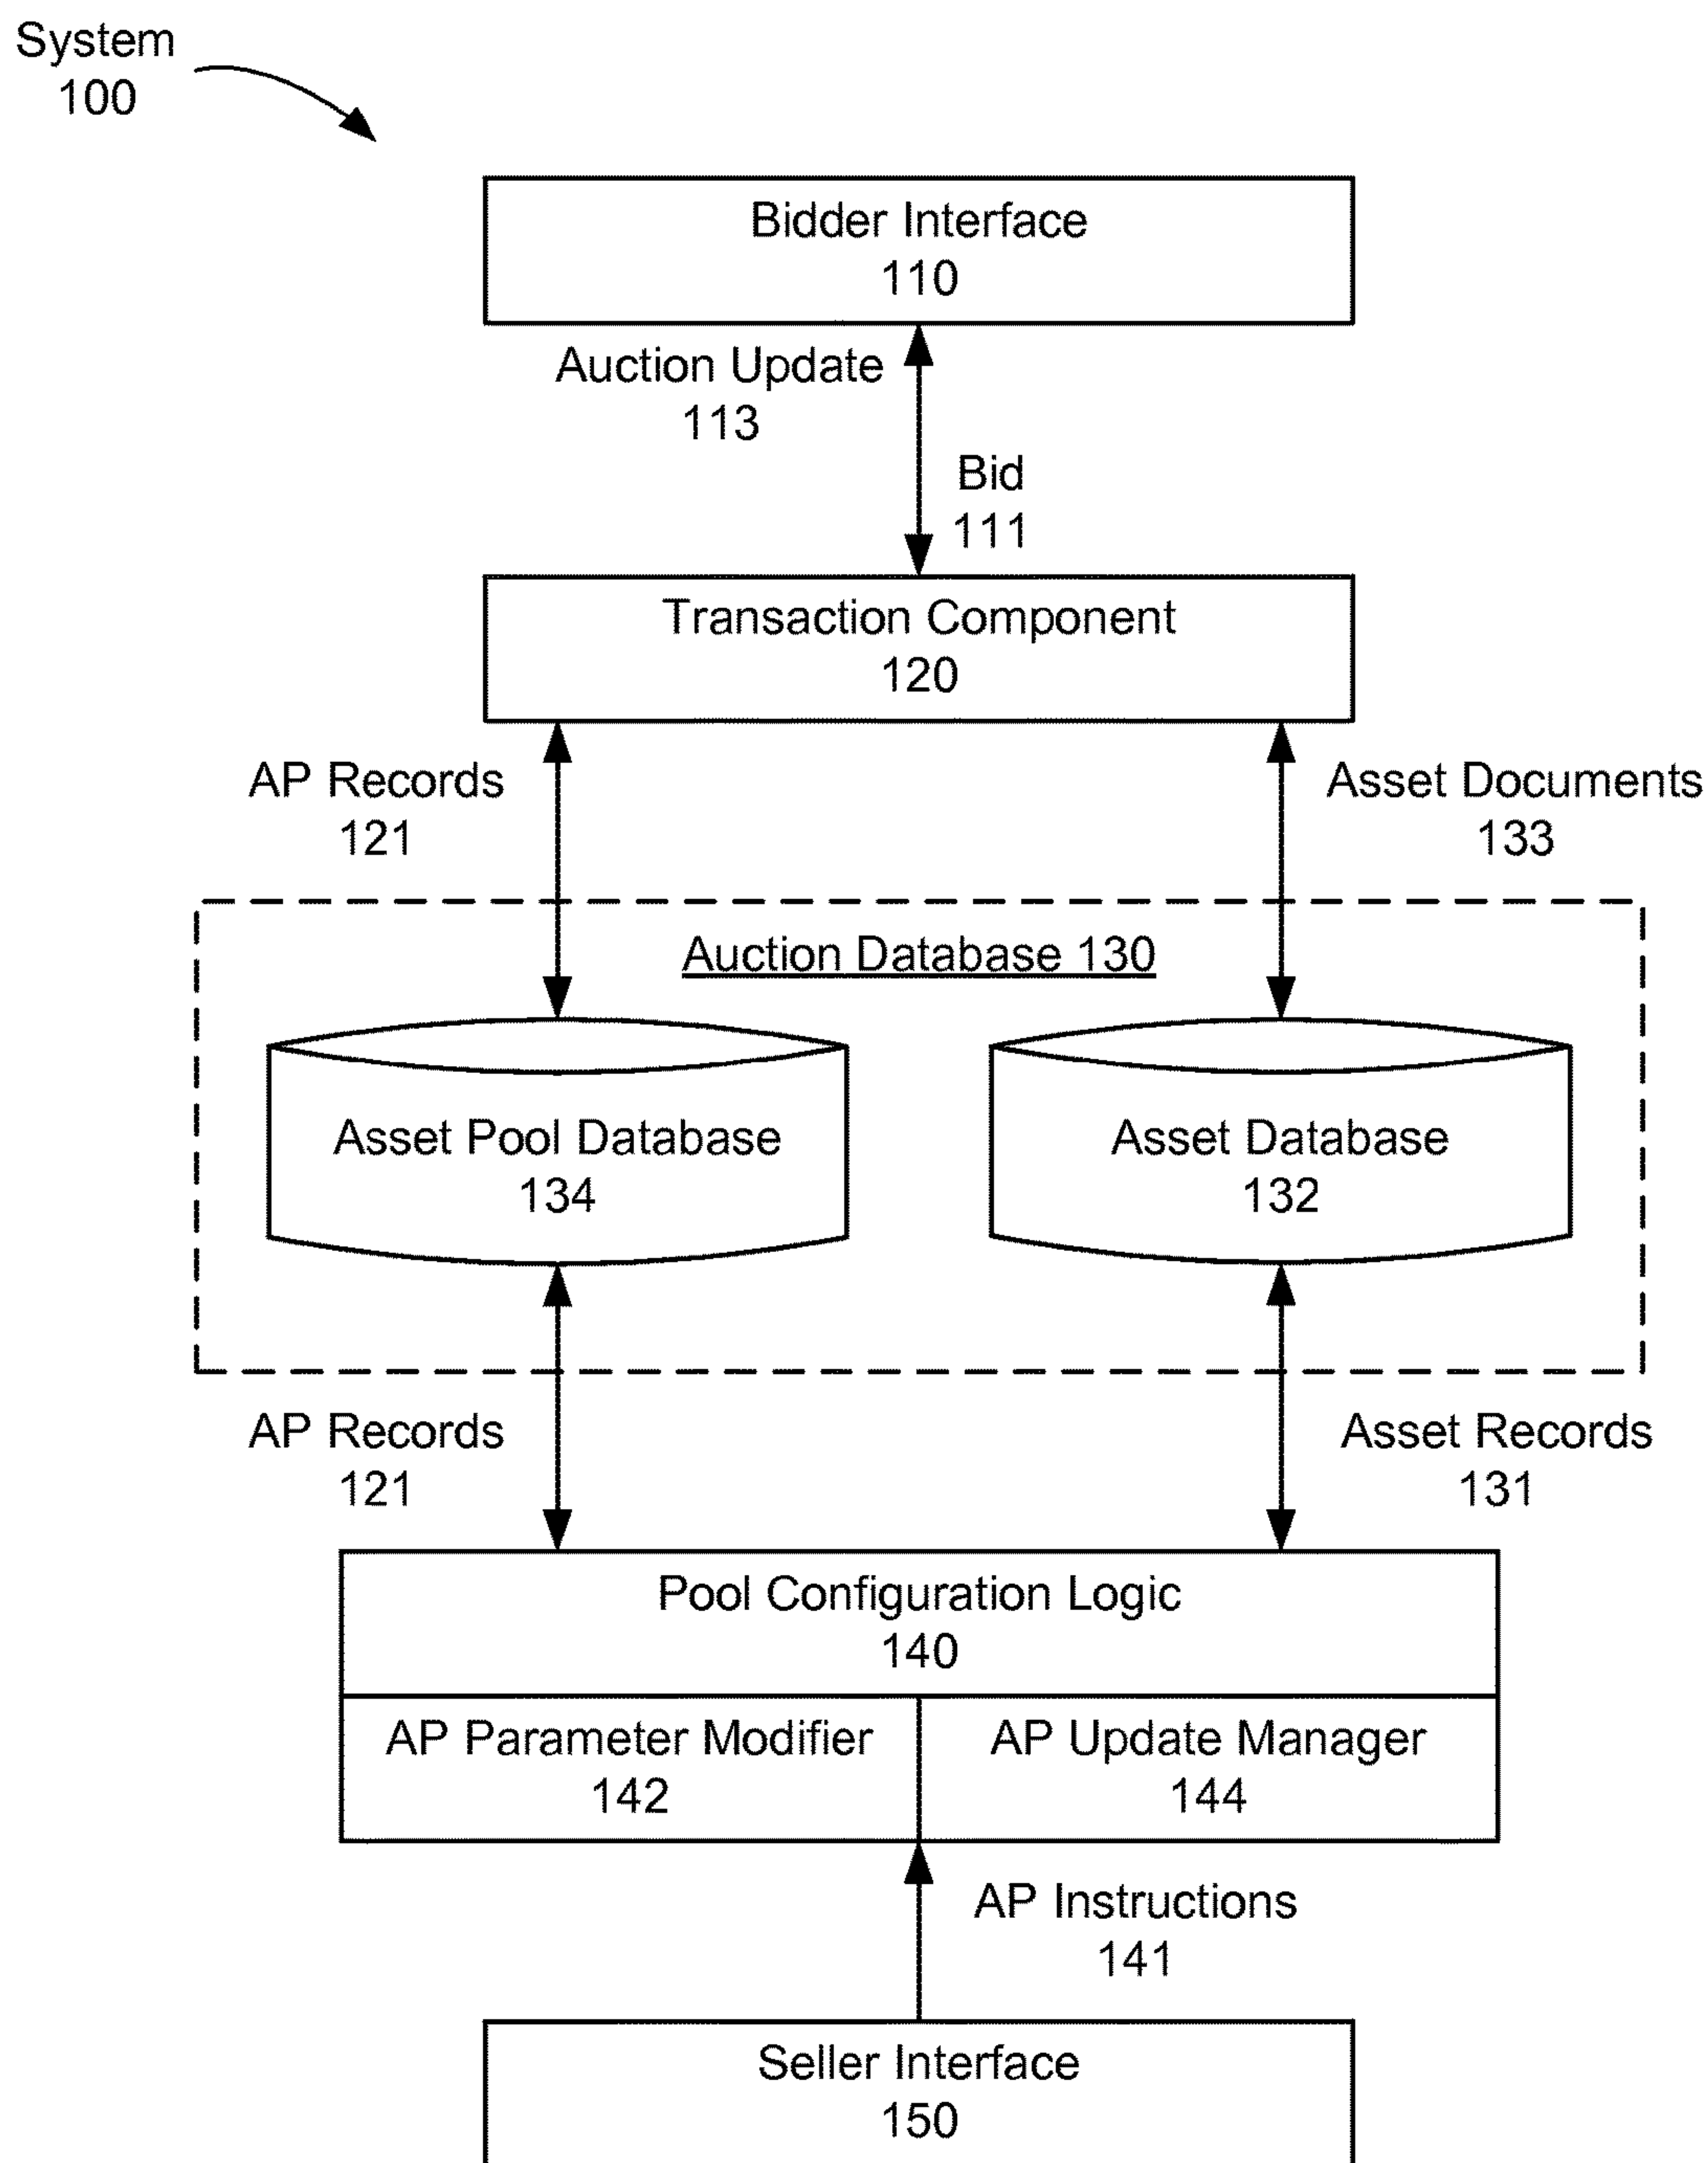 System
100
Bidder Interface
110
Auction Update
113
Bid
111
Transaction Component
120
AP Records
121
Asset Documents
133
Auction Database 130
Asset Pool Database
134
Asset Database
132
AP Records
121
Asset Records
131
Pool Configuration Logic
140
AP Parameter Modifier
142
AP Update Manager
144
AP Instructions
141
Seller Interface
150